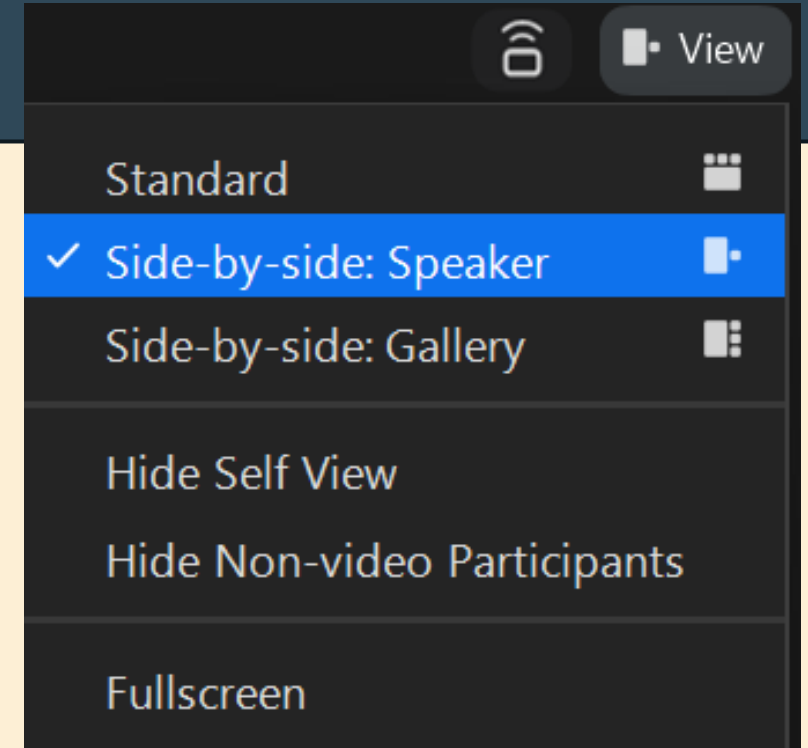 View
Standard
Side-by-side: Speaker
Side-by-side: Gallery
Hide Self View
Hide Non-video Participants
Fullscreen